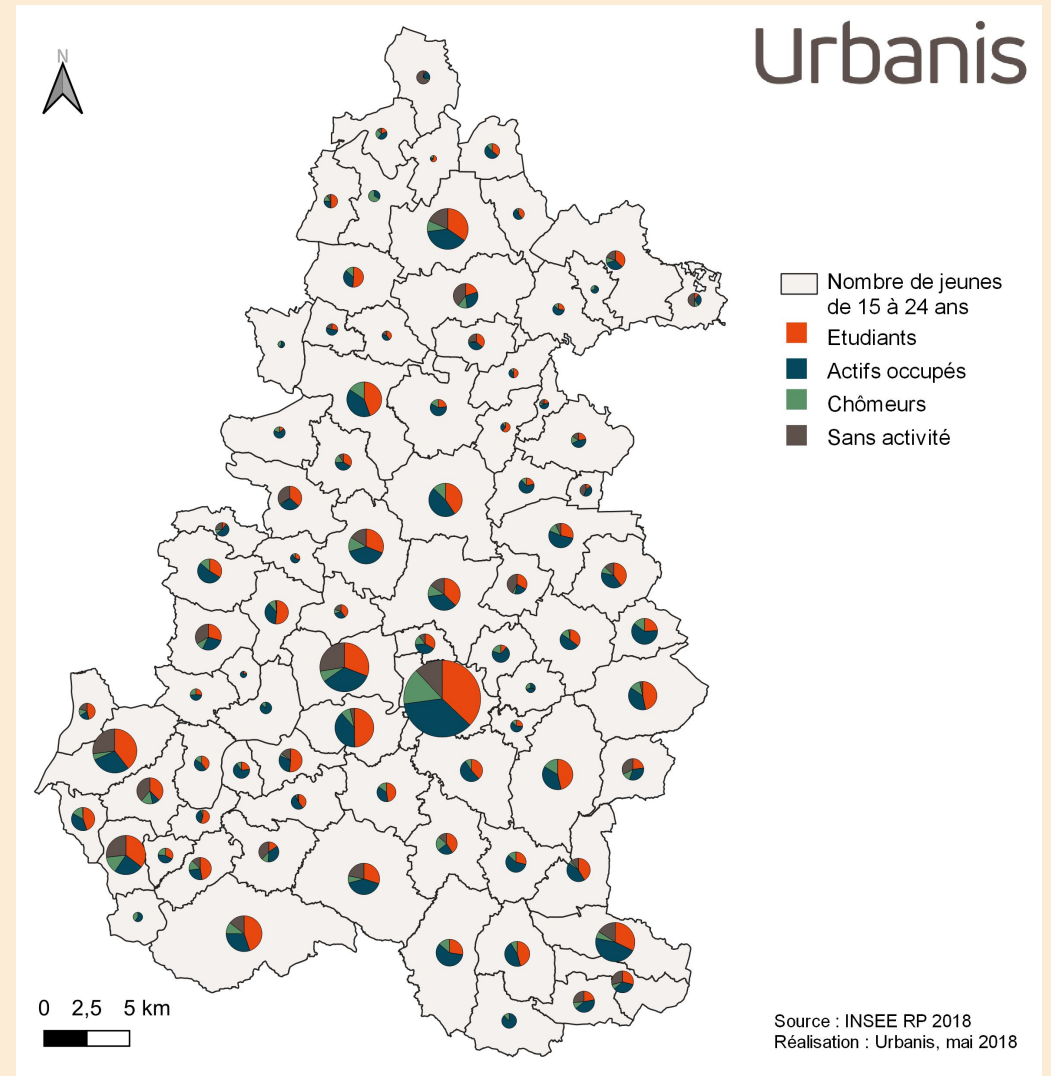 Urbanis
N
Nombre de jeunes
de 15 à 24 ans
Etudiants
Actifs occupés
Chômeurs
Sans activité
0 2,5 5 km
Source : INSEE RP 2018
Réalisation : Urbanis, mai 2018